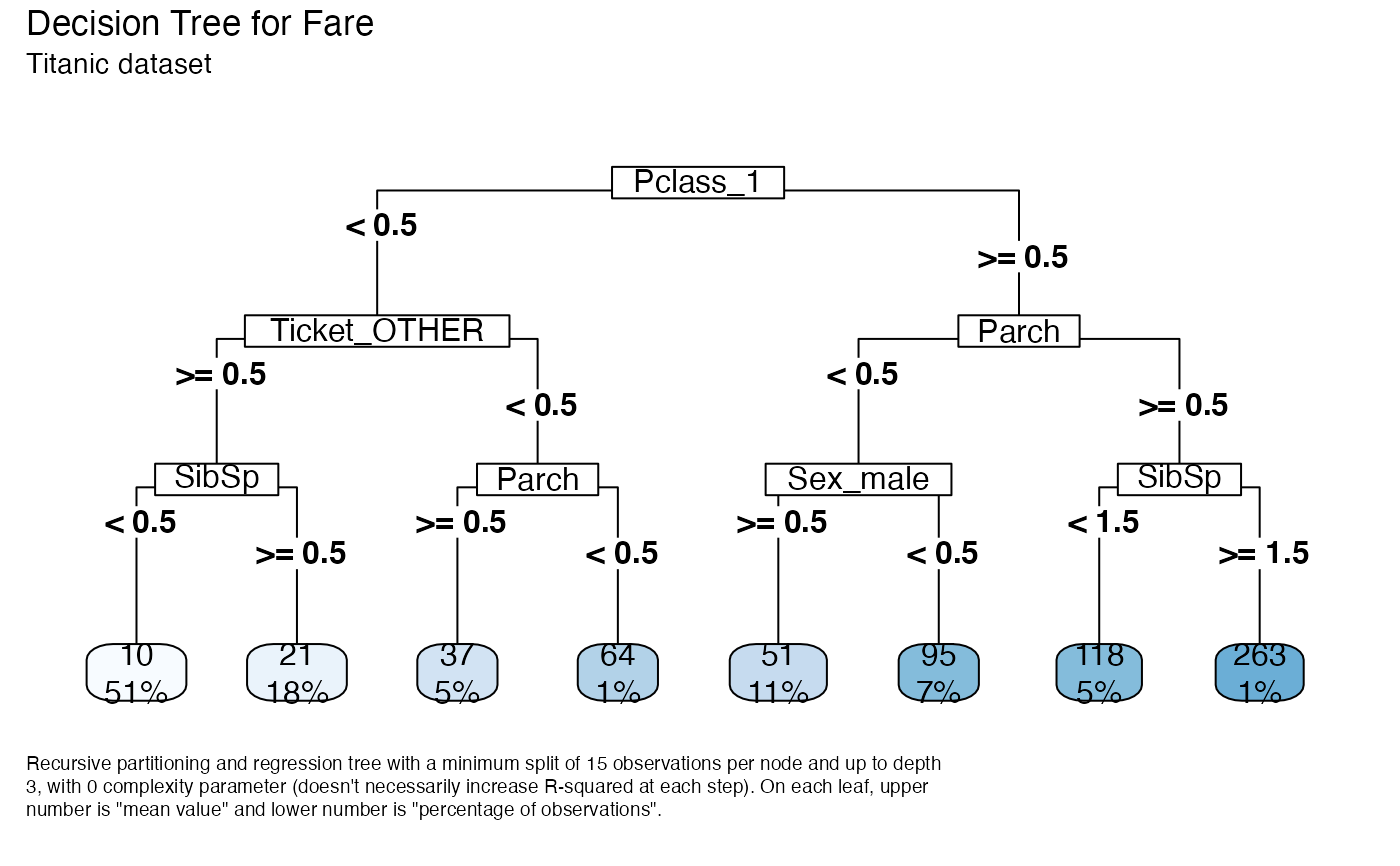 Decision Tree for Fare
Titanic dataset
Pclass_1
< 0.5
>= 0.5
Ticket_OTHER
Parch
>= 0.5
< 0.5
< 0.5
>= 0.5
SibSp
Parch
Sex_male
SibSp
< 0.5
>= 0.5
>= 0.5
< 0.5
>= 0.5
< 0.5
< 1.5
>= 1.5
10
51%
21
18%
37
5%
64
1%
51
11%
95
7%
118
5%
263
1%
Recursive partitioning and regression tree with a minimum split of 15 observations per node and up to depth
3, with 0 complexity parameter (doesn't necessarily increase R-squared at each step). On each leaf, upper
number is "mean value" and lower number is "percentage of observations".